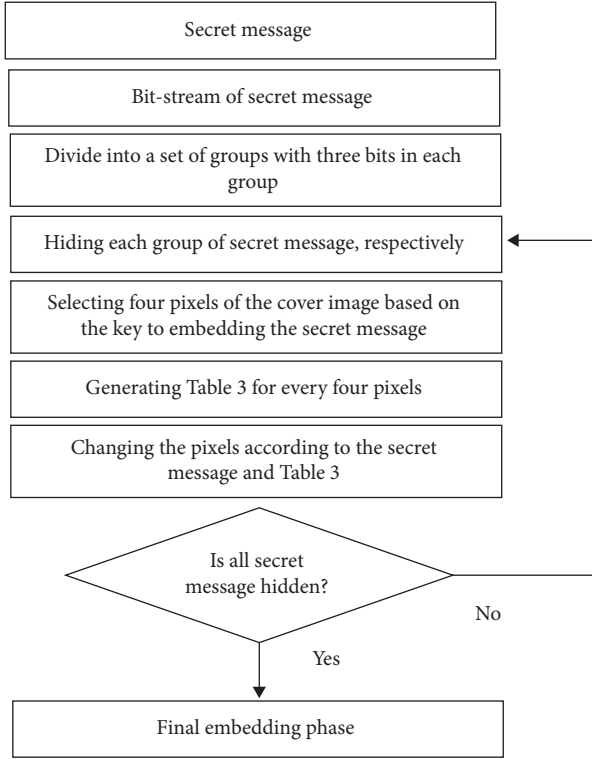 Secret message
Bit-stream of secret message
Divide into a set of groups with three bits in each
group
Hiding each group of secret message, respectively
Selecting four pixels of the cover image based on
the key to embedding the secret message
Generating Table 3 for every four pixels
Changing the pixels according to the secret
message and Table 3
Is all secret
message hidden?
No
Yes
Final embedding phase